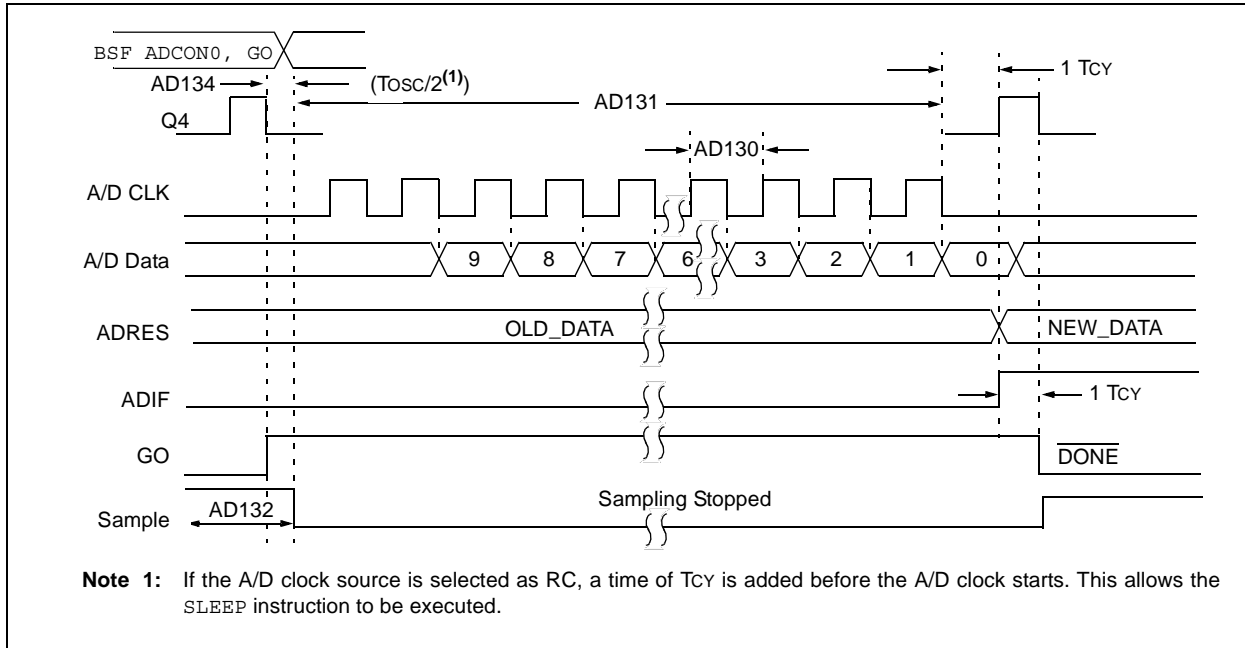 BSF ADCON0, GO
1 TCY
AD134
(TOSC/2(1))
AD131
Q4
AD130
A/D CLK
A/D Data
9 8 7 6 3 2 1 0
ADRES
OLD_DATA
NEW_DATA
ADIF
1 TCY
GO
DONE
AD132
Sampling Stopped
Sample
Note 1: If the A/D clock source is selected as RC, a time of TCY is added before the A/D clock starts. This allows the
SLEEP instruction to be executed.